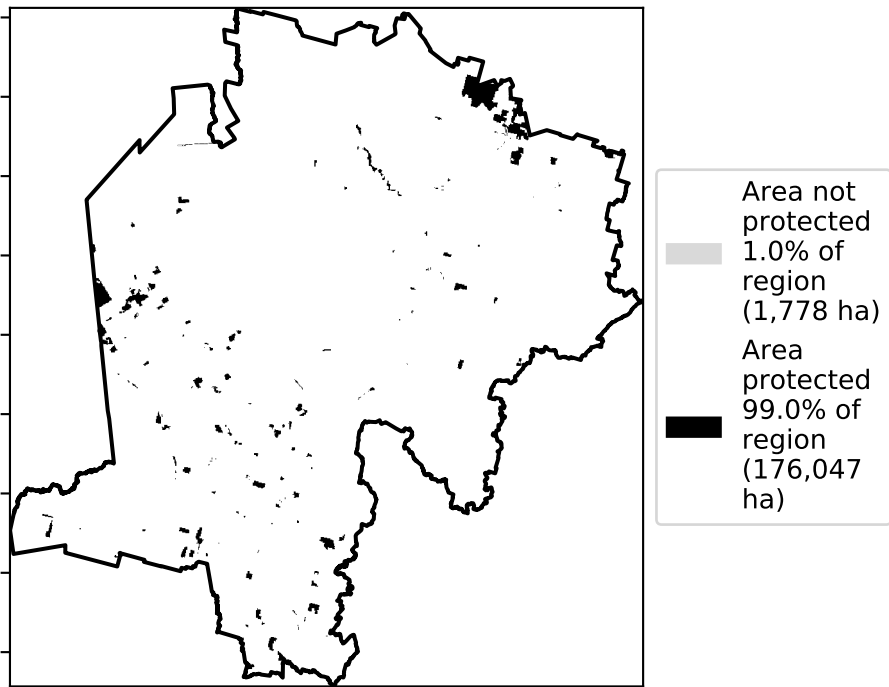 Area not
protected
1.0% of
region
(1,778 ha)
Area
protected
99.0% of
region
(176,047
ha)